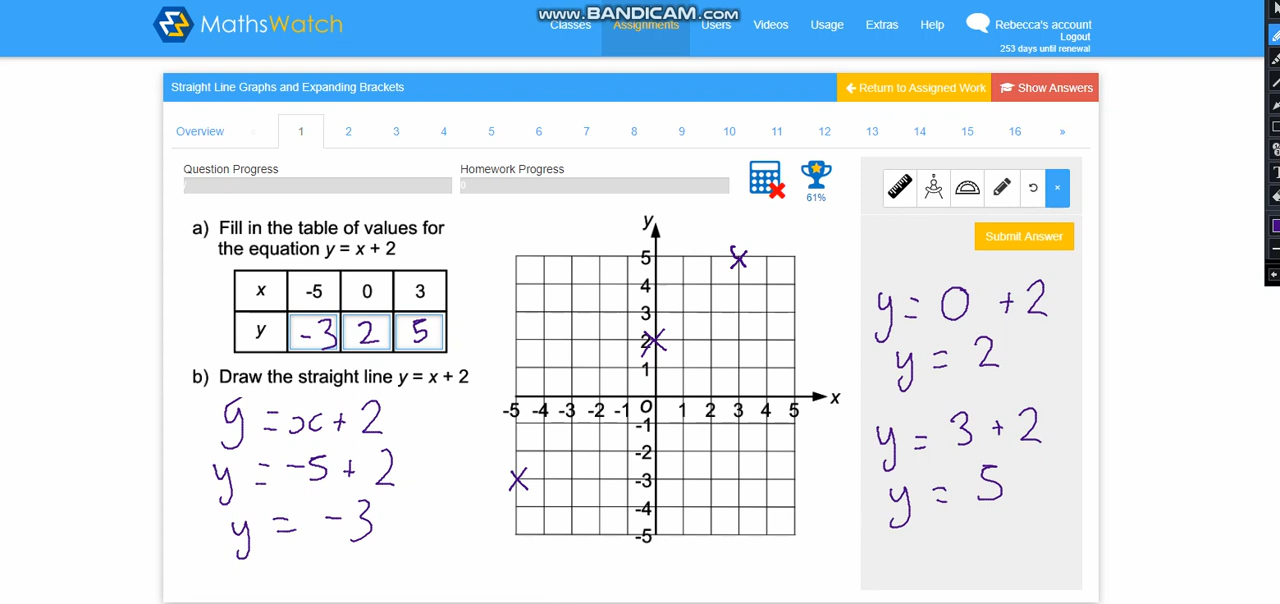 www.BANDICAM.com
MathsWatch
Classes Assignments Users Videos Usage Extras Help Rebecca's account
Logout
253 days until renewal
Straight Line Graphs and Expanding Brackets
Return to Assigned Work
Show Answers
Overview « 1 2 3 4 5 6 7 8 9 10 11 12 13 14 15 16 »
Question Progress
Homework Progress
0
61%
×
Submit Answer
a) Fill in the table of values for
the equation y = x + 2
x -5 0 3
y -3 2 5
b) Draw the straight line y = x + 2
y = x + 2
y = -5 + 2
y = -3
y
5
4
3
2
1
-5 -4 -3 -2 -1 O 1 2 3 4 5 x
-1
-2
-3
-4
-5
y = 0 + 2
y = 2
y = 3 + 2
y = 5